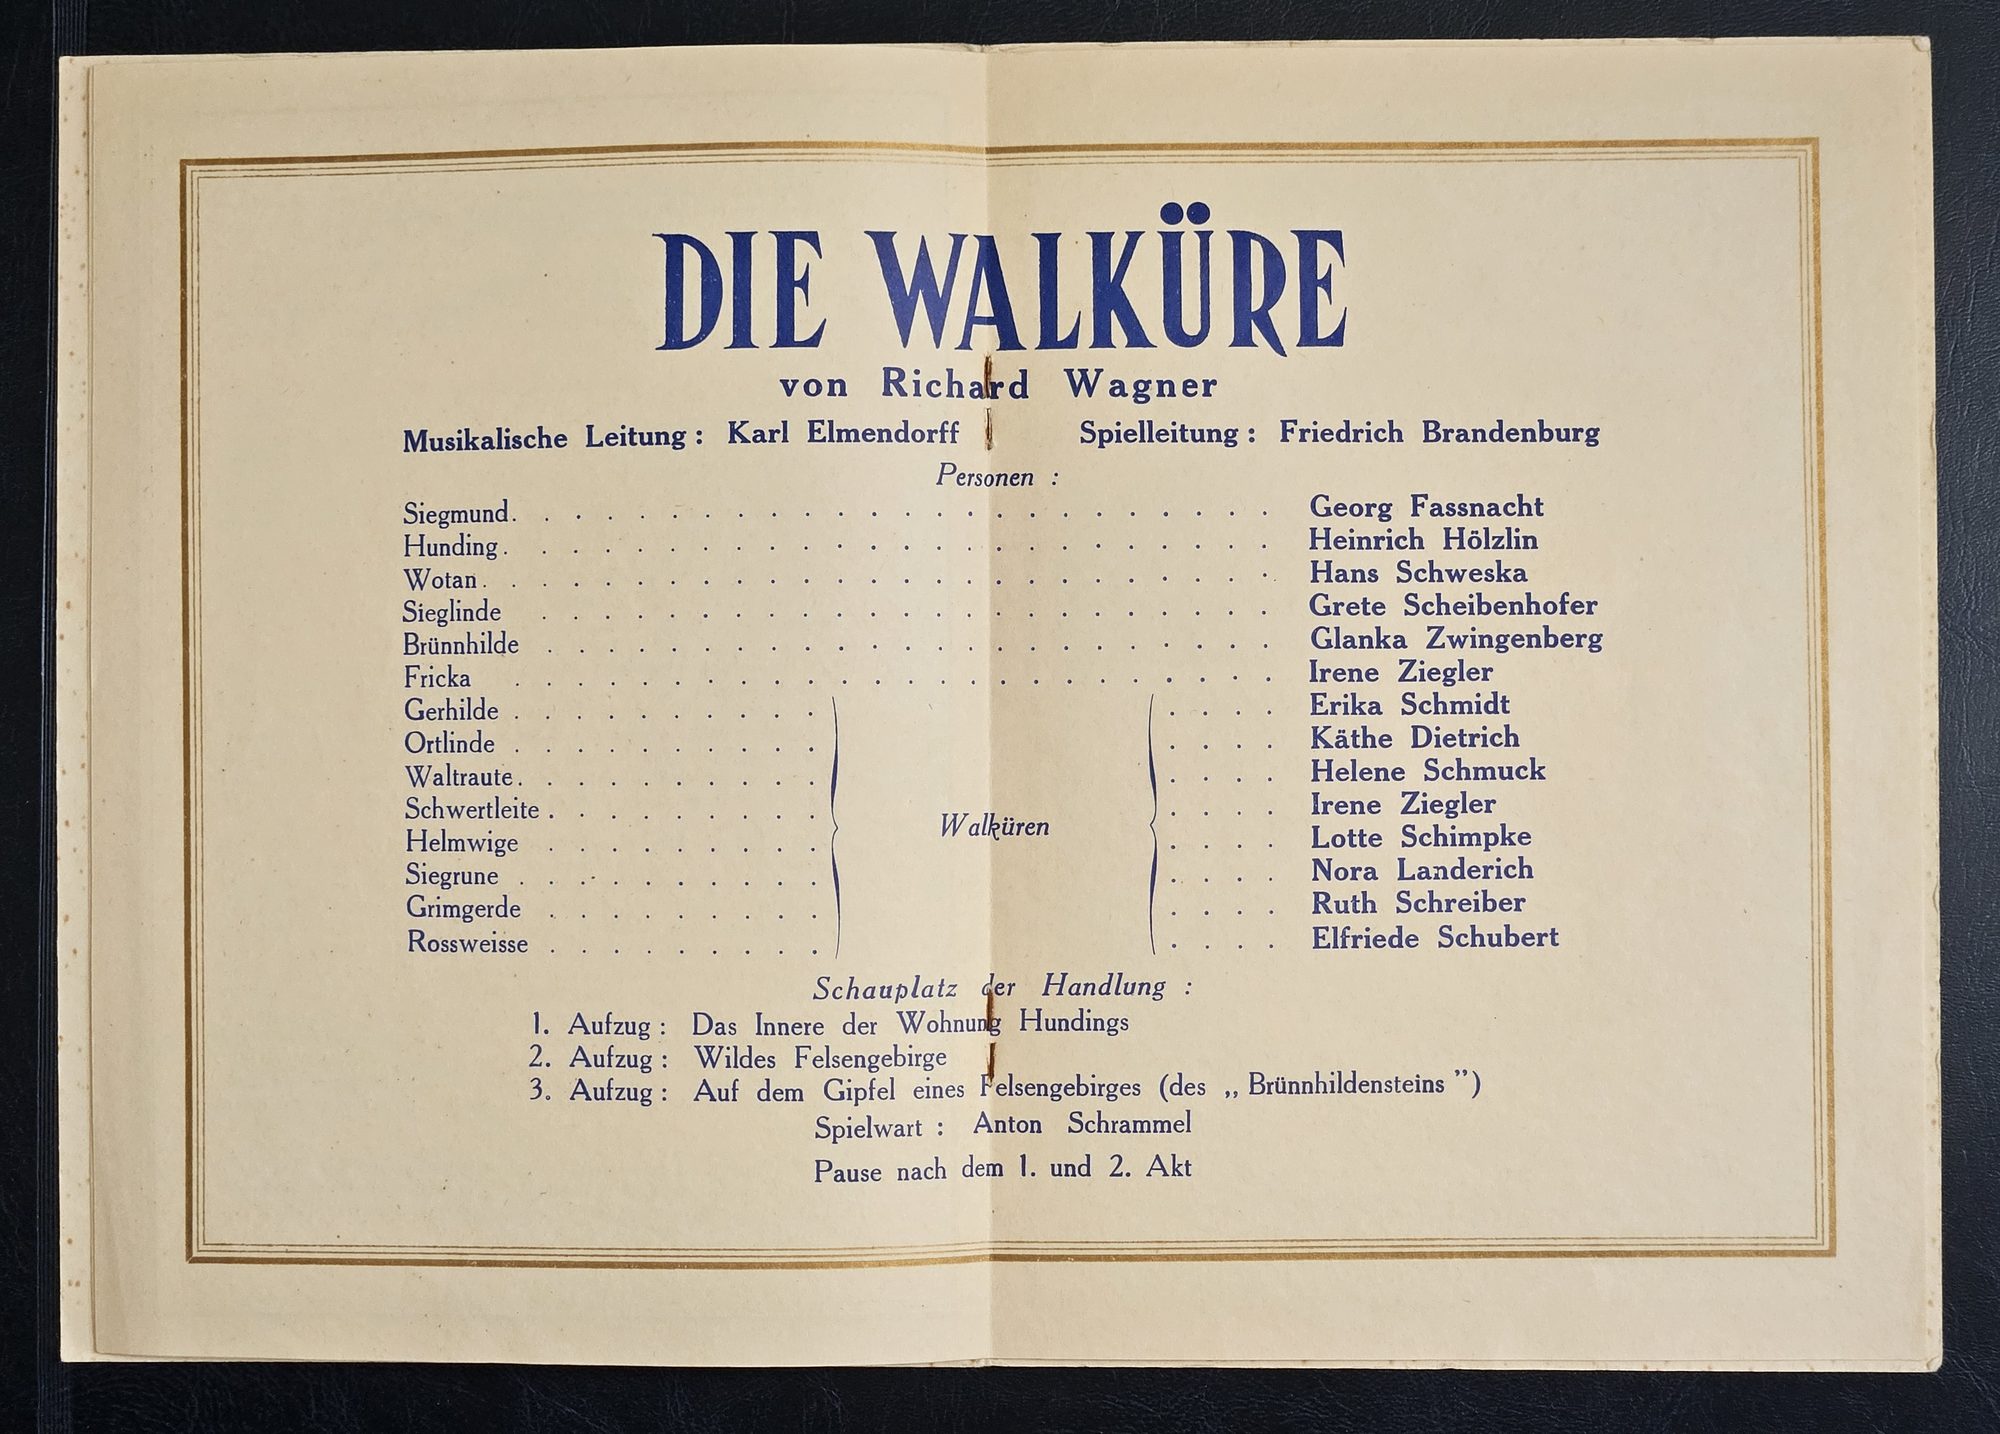 DIE WALKÜRE
von Richard Wagner
Musikalische Leitung : Karl Elmendorff Spielleitung : Friedrich Brandenburg
Personen :
Siegmund . . . . . . . . . . . . . . . . . . . . . . . . Georg Fassnacht
Hunding . . . . . . . . . . . . . . . . . . . . . . . . Heinrich Hölzlin
Wotan . . . . . . . . . . . . . . . . . . . . . . . . Hans Schweska
Sieglinde . . . . . . . . . . . . . . . . . . . . . . . Grete Scheibenhofer
Brünnhilde . . . . . . . . . . . . . . . . . . . . . . . Glanka Zwingenberg
Fricka . . . . . . . . . . . . . . . . . . . . . . . . Irene Ziegler
Gerhilde . . . . . . . . . . . . . . Erika Schmidt
Ortlinde . . . . . . . . . . . . . . Käthe Dietrich
Waltraute . . . . . . . . . . . . . . Helene Schmuck
Schwertleite . . . . . . . . . . . . . Irene Ziegler
Walküren
Helmwige . . . . . . . . . . . . . Lotte Schimpke
Siegrune . . . . . . . . . . . . . . Nora Landerich
Grimgerde . . . . . . . . . . . . . Ruth Schreiber
Rossweisse . . . . . . . . . . . . . Elfriede Schubert
Schauplatz der Handlung :
1. Aufzug : Das Innere der Wohnung Hundings
2. Aufzug : Wildes Felsengebirge
3. Aufzug : Auf dem Gipfel eines Felsengebirges (des „ Brünnhildensteins ”)
Spielwart : Anton Schrammel
Pause nach dem 1. und 2. Akt